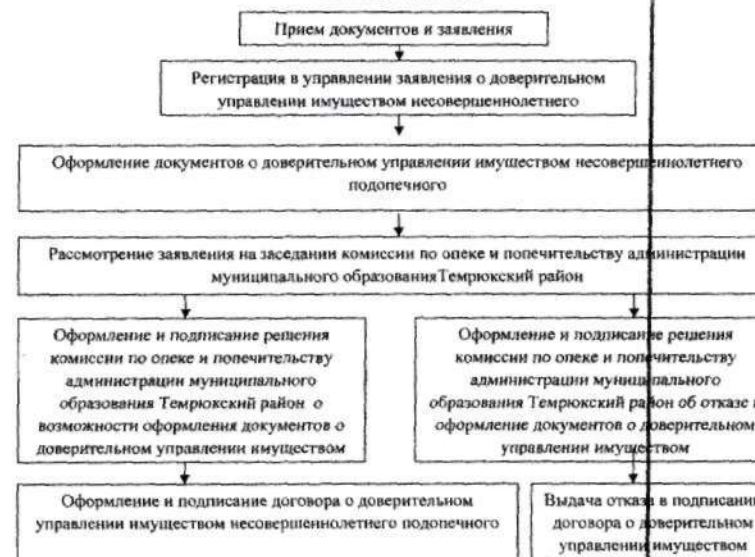 Прием документов и заявления
Регистрация в управлении заявления о доверительном
управлении имуществом несовершеннолетнего
Оформление документов о доверительном управлении имуществом несовершеннолетнего
подопечного
Рассмотрение заявления на заседании комиссии по опеке и попечительству администрации
муниципального образования Темрюкский район
Оформление и подписание решения
комиссии по опеке и попечительству
администрации муниципального
образования Темрюкский район о
возможности оформления документов о
доверительном управлении имуществом
Оформление и подписание решения
комиссии по опеке и попечительству
администрации муниципального
образования Темрюкский район об отказе в
оформление документов о доверительном
управлении имуществом
Оформление и подписание договора о доверительном
управлении имуществом несовершеннолетнего подопечного
Выдача отказа в подписании
договора о доверительном
управлении имуществом